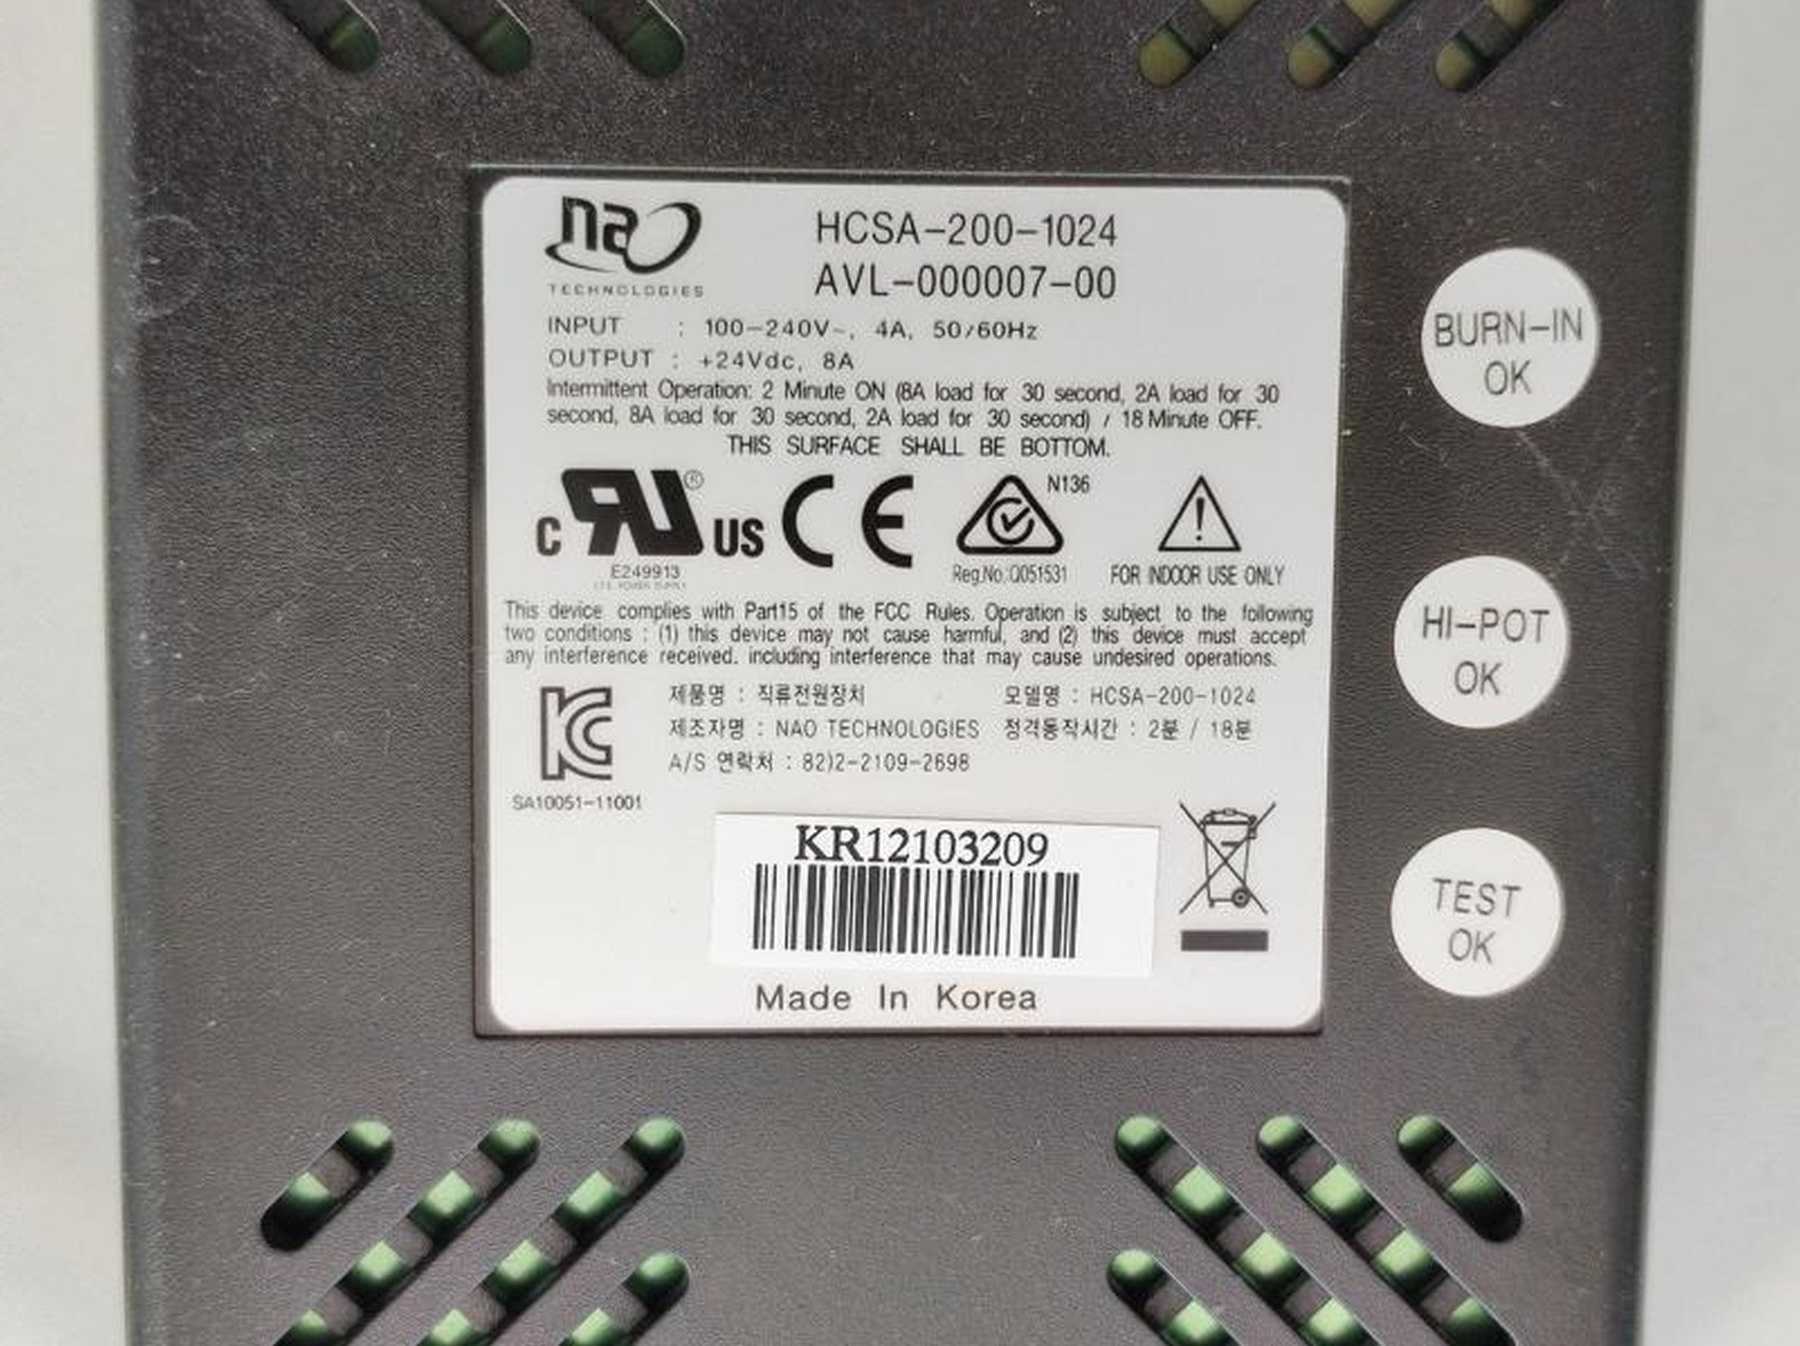 nao
TECHNOLOGIES
HCSA-200-1024
AVL-000007-00
INPUT : 100-240V~, 4A, 50/60Hz
OUTPUT : +24Vdc, 8A
Intermittent Operation: 2 Minute ON (8A load for 30 second, 2A load for 30
second, 8A load for 30 second, 2A load for 30 second) / 18 Minute OFF.
THIS SURFACE SHALL BE BOTTOM.
C RU ® US CE
N136
E249913
I.T.E. POWER SUPPLY
Reg.No.:Q051531
FOR INDOOR USE ONLY
This device complies with Part15 of the FCC Rules. Operation is subject to the following
two conditions : (1) this device may not cause harmful, and (2) this device must accept
any interference received. including interference that may cause undesired operations.
KC
SA10051-11001
제품명 : 직류전원장치 모델명 : HCSA-200-1024
제조자명 : NAO TECHNOLOGIES 정격동작시간 : 2분 / 18분
A/S 연락처 : 82)2-2109-2698
KR12103209
Made In Korea
BURN-IN
OK
HI-POT
OK
TEST
OK